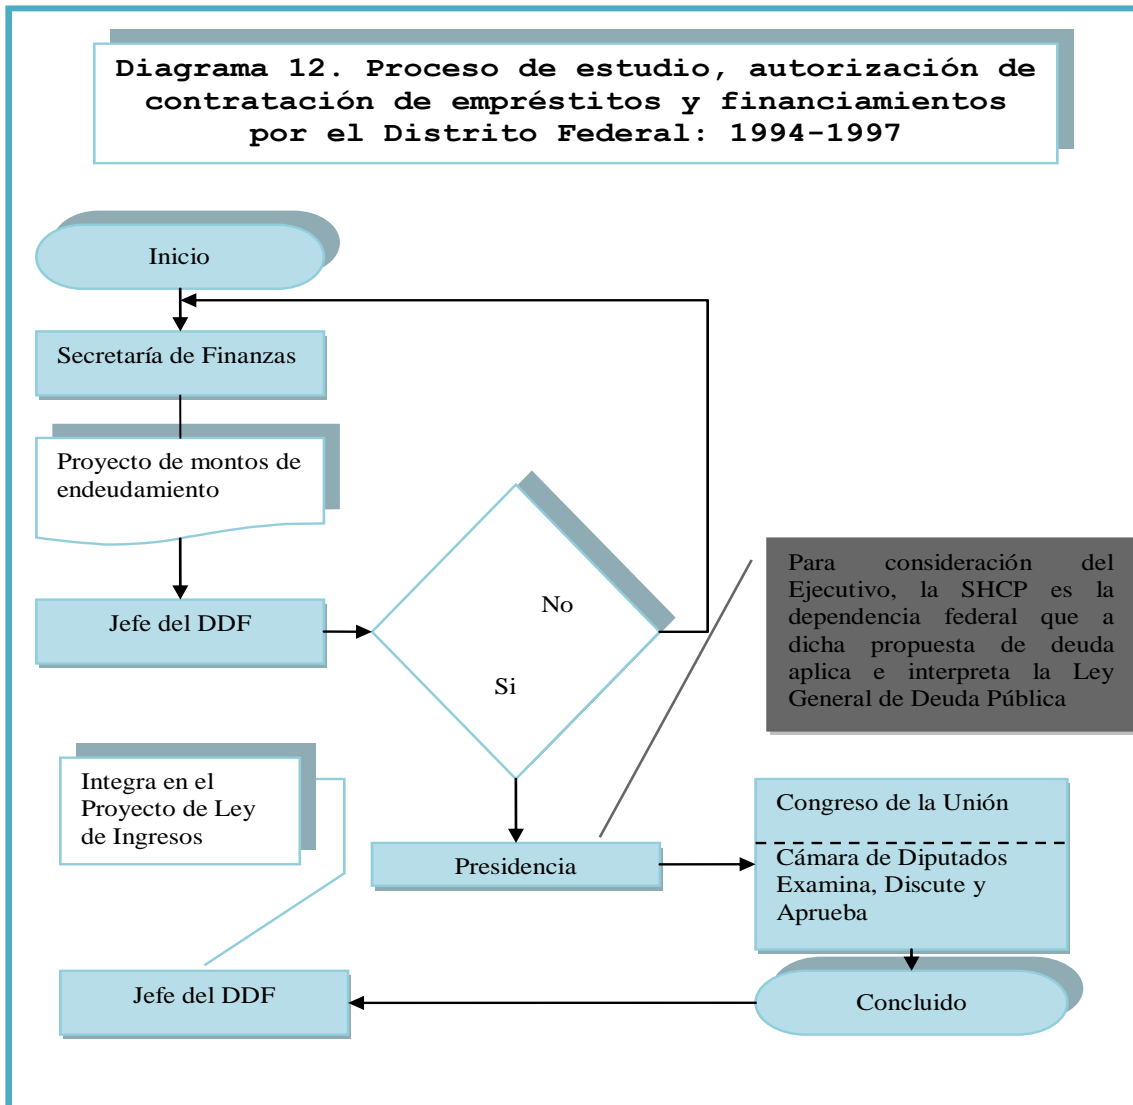 Diagrama 12. Proceso de estudio, autorización de
contratación de empréstitos y financiamientos
por el Distrito Federal: 1994-1997
Inicio
Secretaría de Finanzas
Proyecto de montos de
endeudamiento
Jefe del DDF
No
Si
Para consideración del
Ejecutivo, la SHCP es la
dependencia federal que a
dicha propuesta de deuda
aplica e interpreta la Ley
General de Deuda Pública
Integra en el
Proyecto de Ley
de Ingresos
Presidencia
Congreso de la Unión
Cámara de Diputados
Examina, Discute y
Aprueba
Jefe del DDF
Concluido